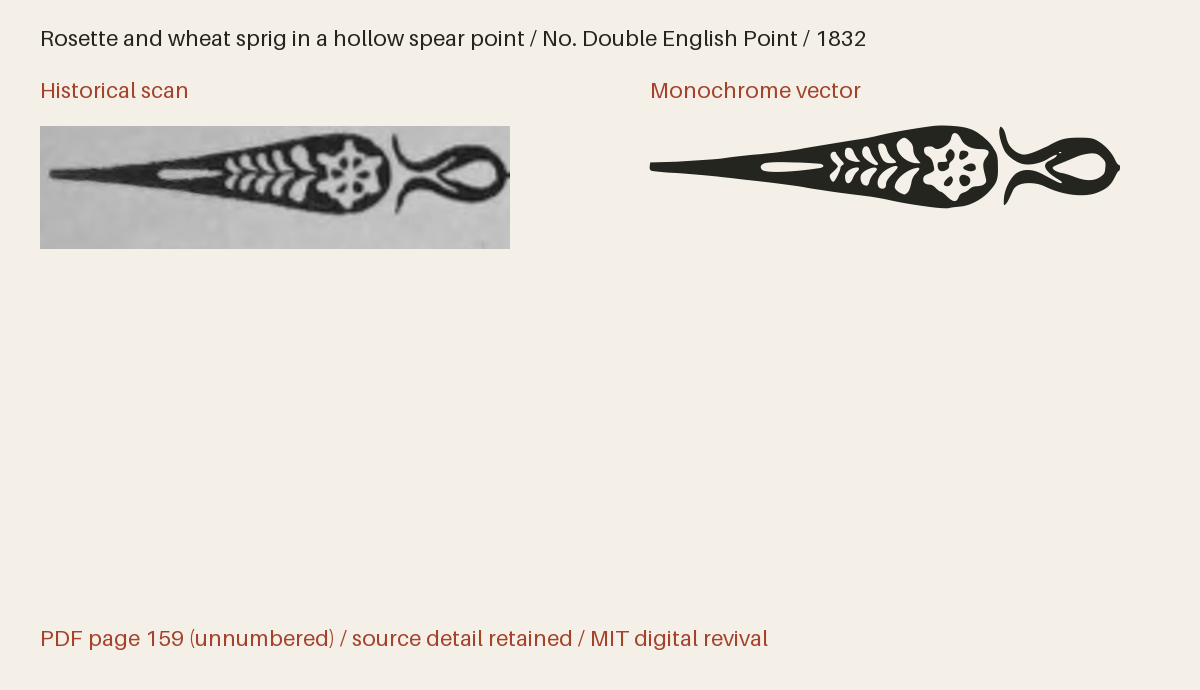 Rosette and wheat sprig in a hollow spear point / No. Double English Point / 1832
Historical scan
Monochrome vector
PDF page 159 (unnumbered) / source detail retained / MIT digital revival